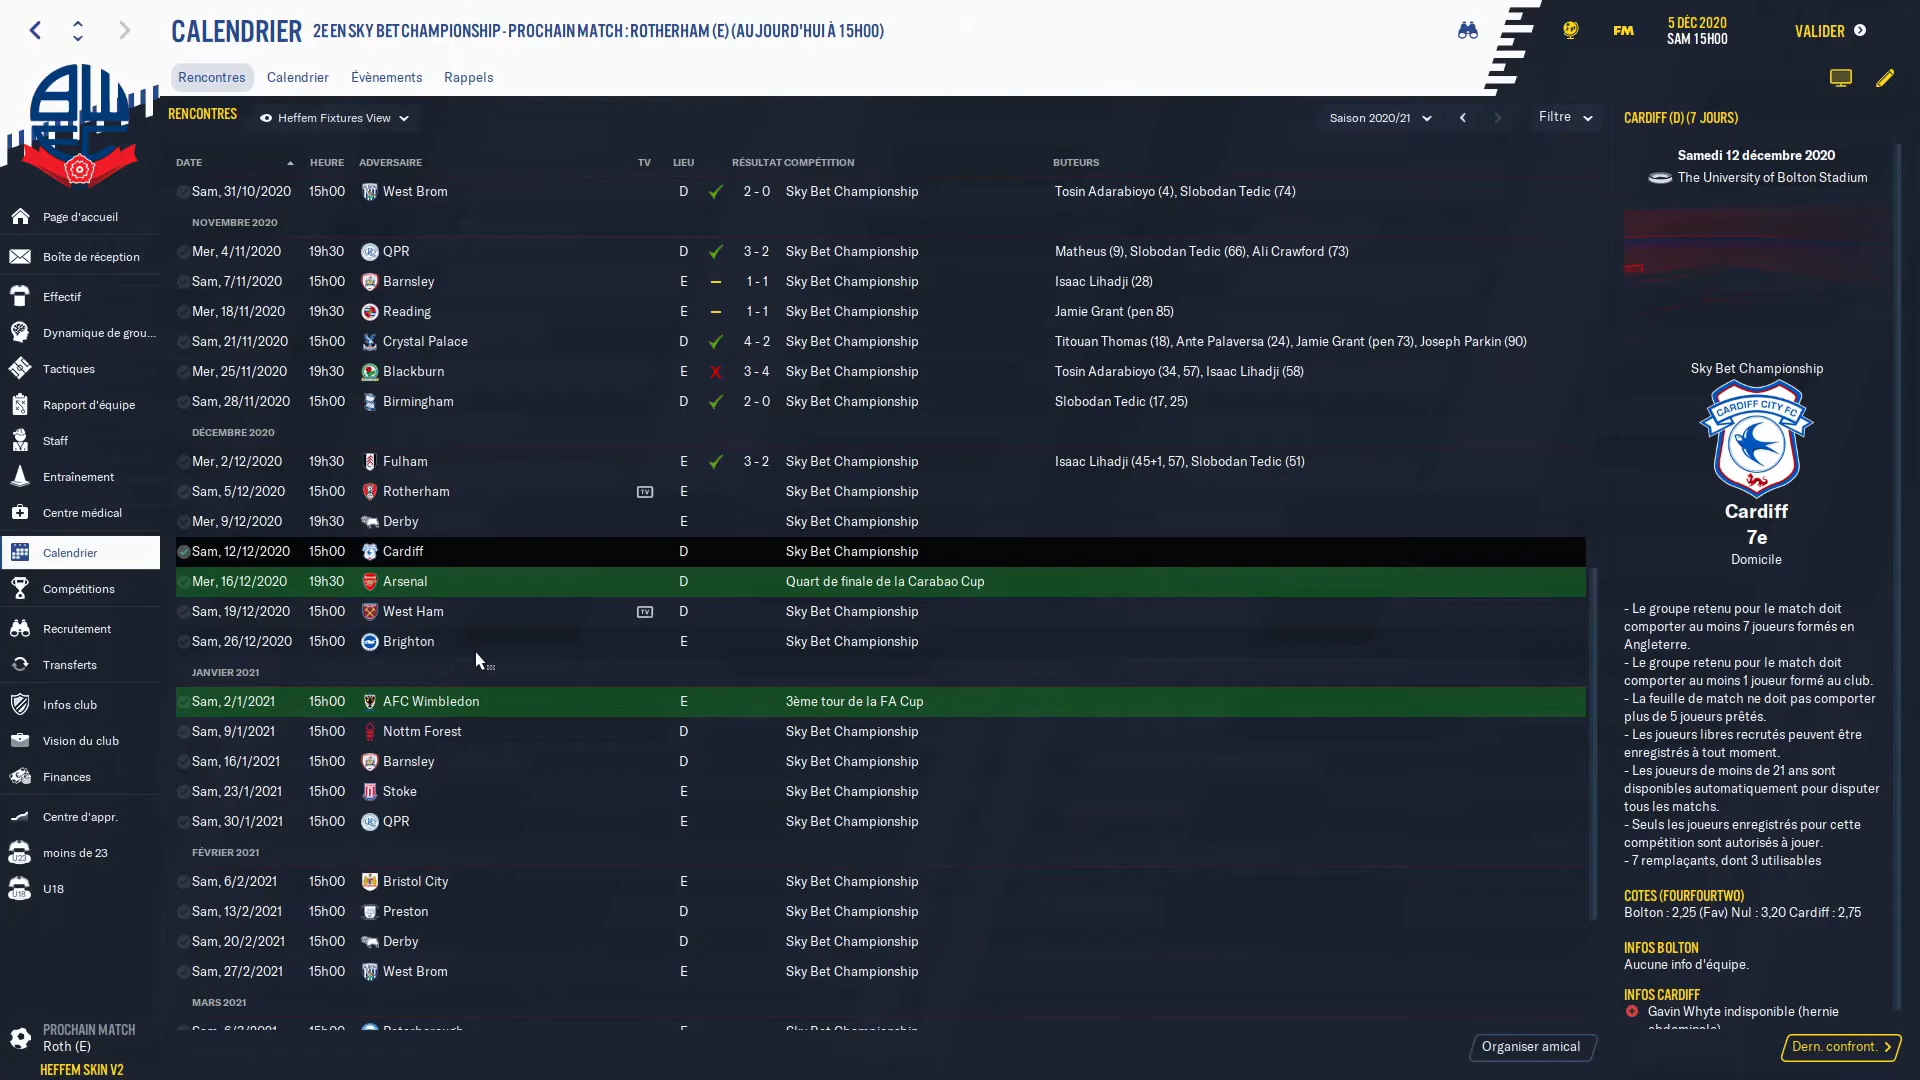 CALENDRIER
2E EN SKY BET CHAMPIONSHIP - PROCHAIN MATCH : ROTHERHAM (E) (AUJOURD'HUI À 15H00)
FM
5 DÉC 2020
SAM 15H00
VALIDER
Rencontres Calendrier Évènements Rappels
RENCONTRES Heffem Fixtures View Saison 2020/21 Filtre
DATE HEURE ADVERSAIRE TV LIEU RÉSULTAT COMPÉTITION BUTEURS
Sam, 31/10/2020 15h00 West Brom D 2 - 0 Sky Bet Championship Tosin Adarabioyo (4), Slobodan Tedic (74)
NOVEMBRE 2020
Mer, 4/11/2020 19h30 QPR D 3 - 2 Sky Bet Championship Matheus (9), Slobodan Tedic (66), Ali Crawford (73)
Sam, 7/11/2020 15h00 Barnsley E 1 - 1 Sky Bet Championship Isaac Lihadji (28)
Mer, 18/11/2020 19h30 Reading E 1 - 1 Sky Bet Championship Jamie Grant (pen 85)
Sam, 21/11/2020 15h00 Crystal Palace D 4 - 2 Sky Bet Championship Titouan Thomas (18), Ante Palaversa (24), Jamie Grant (pen 73), Joseph Parkin (90)
Mer, 25/11/2020 19h30 Blackburn E 3 - 4 Sky Bet Championship Tosin Adarabioyo (34, 57), Isaac Lihadji (58)
Sam, 28/11/2020 15h00 Birmingham D 2 - 0 Sky Bet Championship Slobodan Tedic (17, 25)
DÉCEMBRE 2020
Mer, 2/12/2020 19h30 Fulham E 3 - 2 Sky Bet Championship Isaac Lihadji (45+1, 57), Slobodan Tedic (51)
Sam, 5/12/2020 15h00 Rotherham TV E Sky Bet Championship
Mer, 9/12/2020 19h30 Derby E Sky Bet Championship
Sam, 12/12/2020 15h00 Cardiff D Sky Bet Championship
Mer, 16/12/2020 19h30 Arsenal D Quart de finale de la Carabao Cup
Sam, 19/12/2020 15h00 West Ham TV D Sky Bet Championship
Sam, 26/12/2020 15h00 Brighton E Sky Bet Championship
JANVIER 2021
Sam, 2/1/2021 15h00 AFC Wimbledon E 3ème tour de la FA Cup
Sam, 9/1/2021 15h00 Nottm Forest D Sky Bet Championship
Sam, 16/1/2021 15h00 Barnsley D Sky Bet Championship
Sam, 23/1/2021 15h00 Stoke E Sky Bet Championship
Sam, 30/1/2021 15h00 QPR E Sky Bet Championship
FÉVRIER 2021
Sam, 6/2/2021 15h00 Bristol City E Sky Bet Championship
Sam, 13/2/2021 15h00 Preston D Sky Bet Championship
Sam, 20/2/2021 15h00 Derby D Sky Bet Championship
Sam, 27/2/2021 15h00 West Brom E Sky Bet Championship
MARS 2021
Organiser amical
Page d'accueil
Boîte de réception
Effectif
Dynamique de grou...
Tactiques
Rapport d'équipe
Staff
Entraînement
Centre médical
Calendrier
Compétitions
Recrutement
Transferts
Infos club
Vision du club
Finances
Centre d'appr.
U23 moins de 23
U18 U18
PROCHAIN MATCH
Roth (E)
HEFFEM SKIN V2
CARDIFF (D) (7 JOURS)
Samedi 12 décembre 2020
The University of Bolton Stadium
Sky Bet Championship
CARDIFF CITY FC
Cardiff
7e
Domicile
- Le groupe retenu pour le match doit
comporter au moins 7 joueurs formés en
Angleterre.
- Le groupe retenu pour le match doit
comporter au moins 1 joueur formé au club.
- La feuille de match ne doit pas comporter
plus de 5 joueurs prêtés.
- Les joueurs libres recrutés peuvent être
enregistrés à tout moment.
- Les joueurs de moins de 21 ans sont
disponibles automatiquement pour disputer
tous les matchs.
- Seuls les joueurs enregistrés pour cette
compétition sont autorisés à jouer.
- 7 remplaçants, dont 3 utilisables
COTES (FOURFOURTWO)
Bolton : 2,25 (Fav) Nul : 3,20 Cardiff : 2,75
INFOS BOLTON
Aucune info d'équipe.
INFOS CARDIFF
Gavin Whyte indisponible (hernie
Dern. confront.